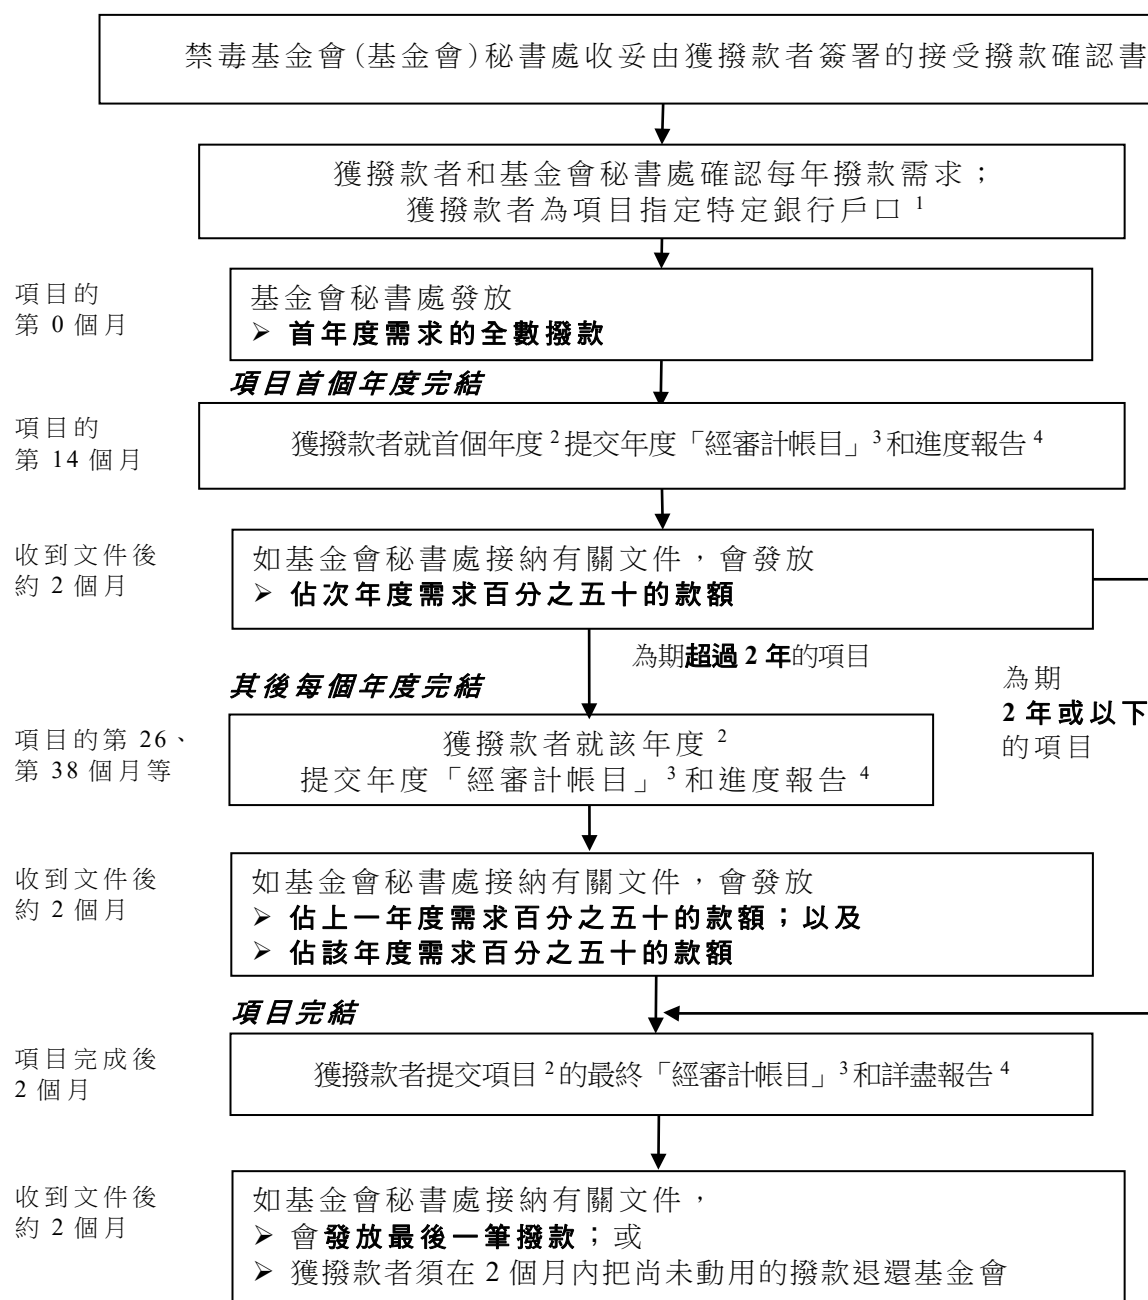 禁毒基金會(基金會)秘書處收妥由獲撥款者簽署的接受撥款確認書
獲撥款者和基金會秘書處確認每年撥款需求；
獲撥款者為項目指定特定銀行戶口 1
項目的
第 0 個月
基金會秘書處發放
➢ 首年度需求的全數撥款
項目首個年度完結
項目的
第 14 個月
獲撥款者就首個年度 2 提交年度「經審計帳目」3 和進度報告 4
收到文件後
約 2 個月
如基金會秘書處接納有關文件，會發放
➢ 佔次年度需求百分之五十的款額
為期超過 2 年的項目
為期
2 年或以下
的項目
其後每個年度完結
項目的第 26、
第 38 個月等
獲撥款者就該年度 2
提交年度「經審計帳目」3 和進度報告 4
收到文件後
約 2 個月
如基金會秘書處接納有關文件，會發放
➢ 佔上一年度需求百分之五十的款額；以及
➢ 佔該年度需求百分之五十的款額
項目完結
項目完成後
2 個月
獲撥款者提交項目 2 的最終「經審計帳目」3 和詳盡報告 4
收到文件後
約 2 個月
如基金會秘書處接納有關文件，
➢ 會發放最後一筆撥款；或
➢ 獲撥款者須在 2 個月內把尚未動用的撥款退還基金會